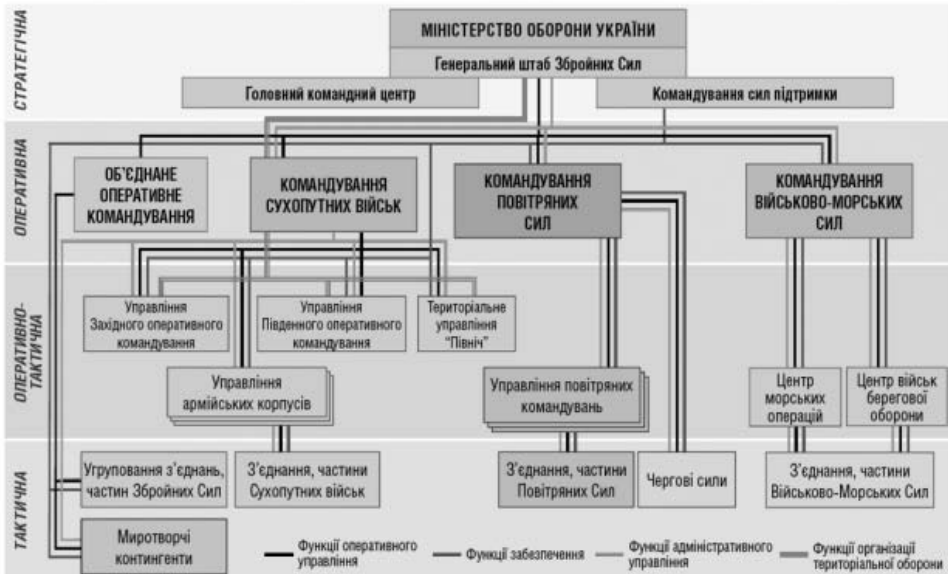 СТРАТЕГІЧНА
МІНІСТЕРСТВО ОБОРОНИ УКРАЇНИ
Генеральний штаб Збройних Сил
Головний командний центр
Командування сил підтримки
ОПЕРАТИВНА
ОБ’ЄДНАНЕ
ОПЕРАТИВНЕ
КОМАНДУВАННЯ
КОМАНДУВАННЯ
СУХОПУТНИХ ВІЙСЬК
КОМАНДУВАННЯ
ПОВІТРЯНИХ
СИЛ
КОМАНДУВАННЯ
ВІЙСЬКОВО-МОРСЬКИХ
СИЛ
ОПЕРАТИВНО-
ТАКТИЧНА
Управління
Західного оперативного
командування
Управління
Південного оперативного
командування
Територіальне
управління
“Північ”
Управління
армійських корпусів
Управління повітряних
командувань
Центр
морських
операцій
Центр військ
берегової
оборони
ТАКТИЧНА
Угруповання з’єднань,
частин Збройних Сил
З’єднання, частини
Сухопутних військ
З’єднання, частини
Повітряних Сил
Чергові сили
З’єднання, частини
Військово-Морських Сил
Миротворчі
контингенти
Функції оперативного
управління
Функції забезпечення
Функції адміністративного
управління
Функції організації
територіальної оборони